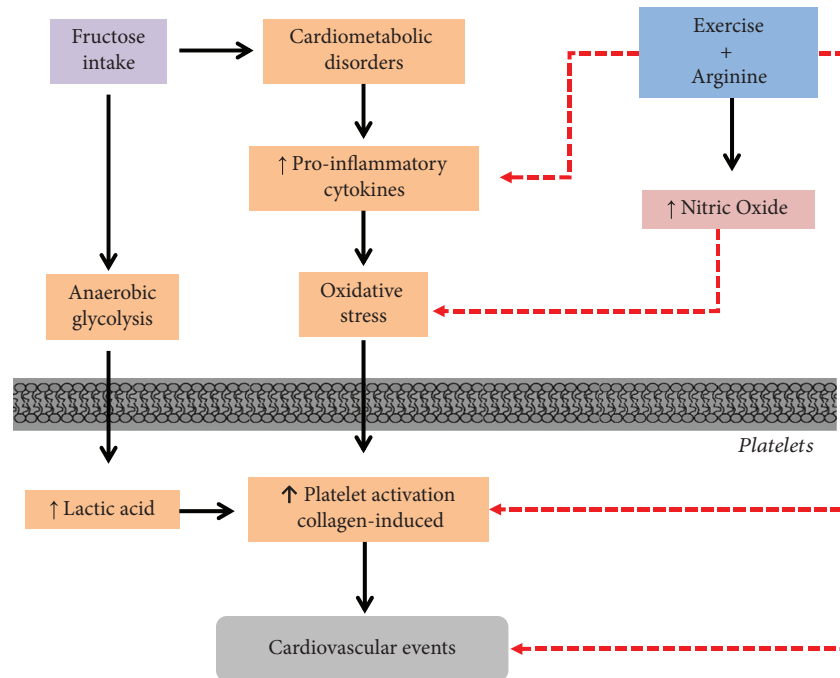 Fructose
intake
Cardiometabolic
disorders
Exercise
+
Arginine
↑ Pro-inflammatory
cytokines
↑ Nitric Oxide
Anaerobic
glycolysis
Oxidative
stress
Platelets
↑ Lactic acid
↑ Platelet activation
collagen-induced
Cardiovascular events